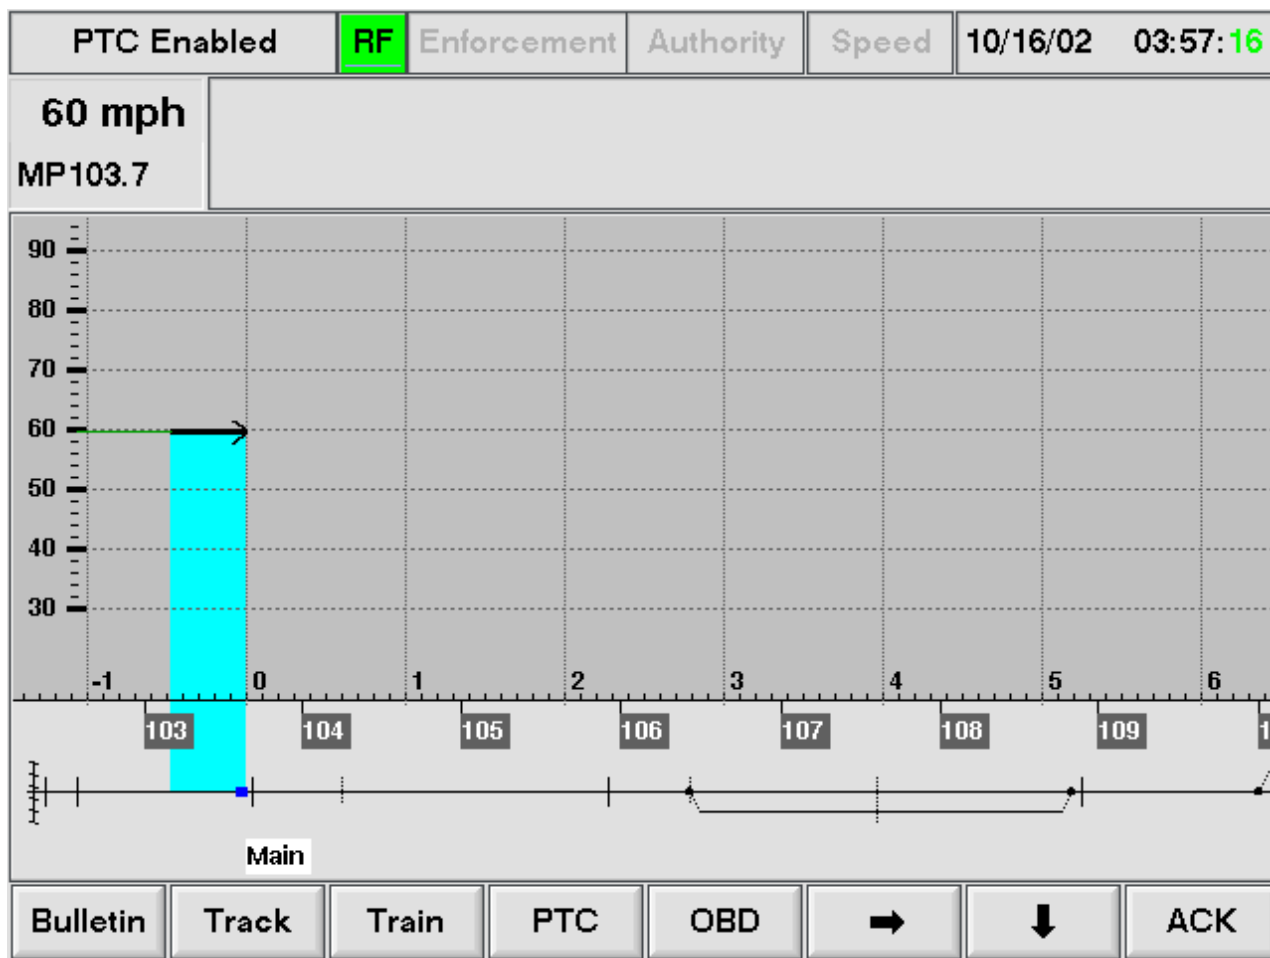 PTC Enabled RF Enforcement Authority Speed 10/16/02 03:57:16
60 mph
MP103.7
90
80
70
60
50
40
30
-1 0 1 2 3 4 5 6
103 104 105 106 107 108 109 1
Main
Bulletin Track Train PTC OBD ➡ ⬇ ACK